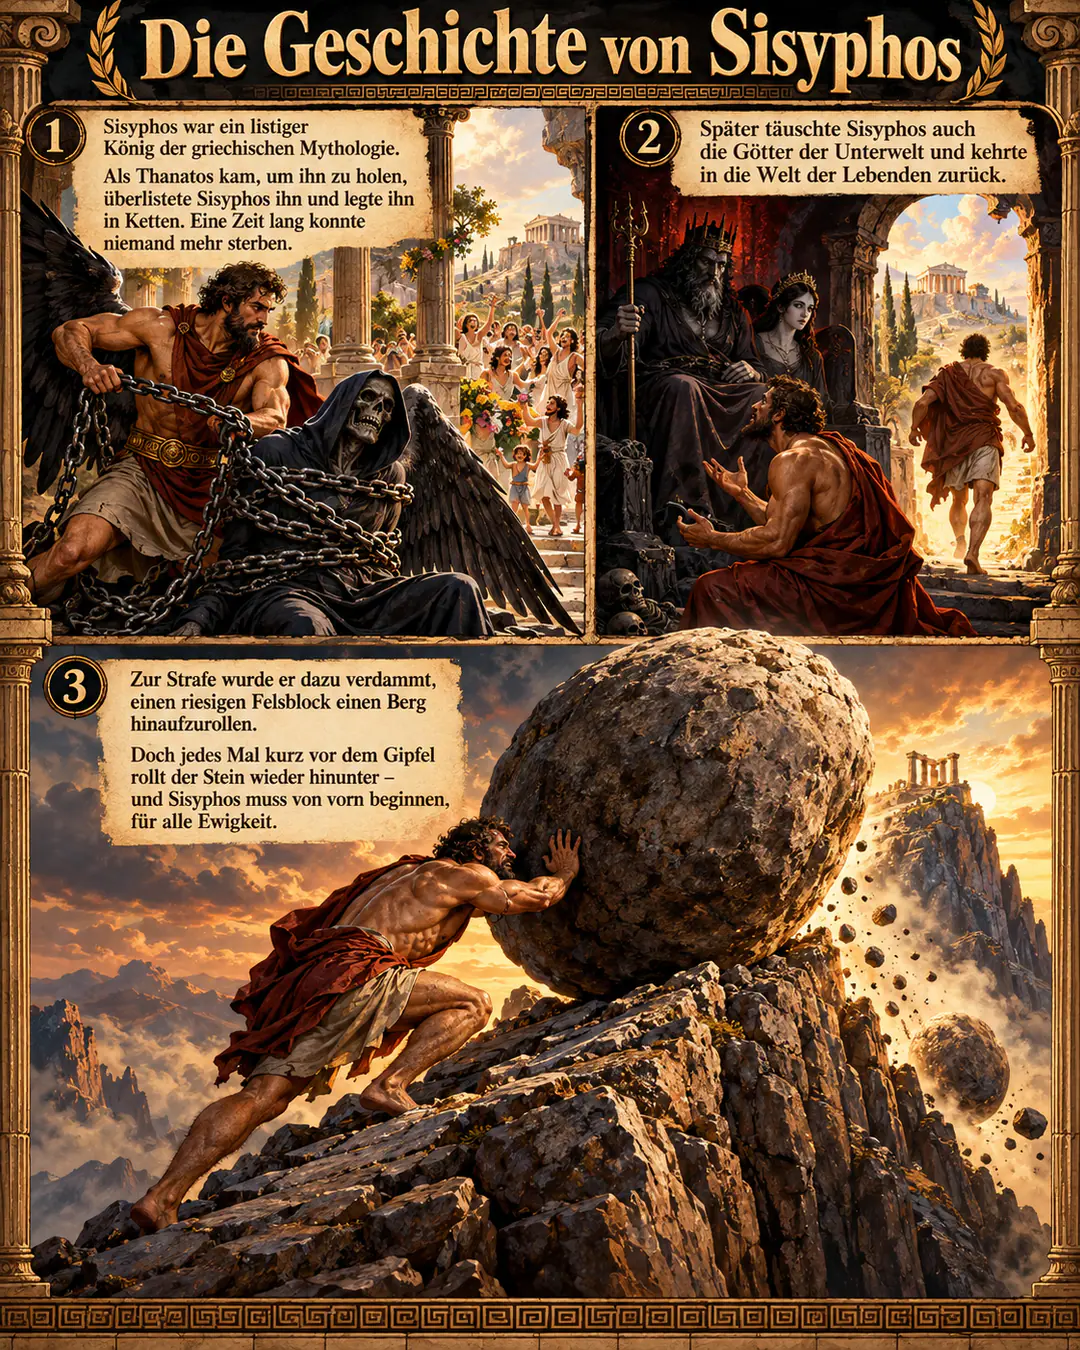 Die Geschichte von Sisyphos
1
Sisyphos war ein listiger
König der griechischen Mythologie.
Als Thanatos kam, um ihn zu holen,
überlistete Sisyphos ihn und legte ihn
in Ketten. Eine Zeit lang konnte
niemand mehr sterben.
2
Später täuschte Sisyphos auch
die Götter der Unterwelt und kehrte
in die Welt der Lebenden zurück.
3
Zur Strafe wurde er dazu verdammt,
einen riesigen Felsblock einen Berg
hinaufzurollen.
Doch jedes Mal kurz vor dem Gipfel
rollt der Stein wieder hinunter –
und Sisyphos muss von vorn beginnen,
für alle Ewigkeit.